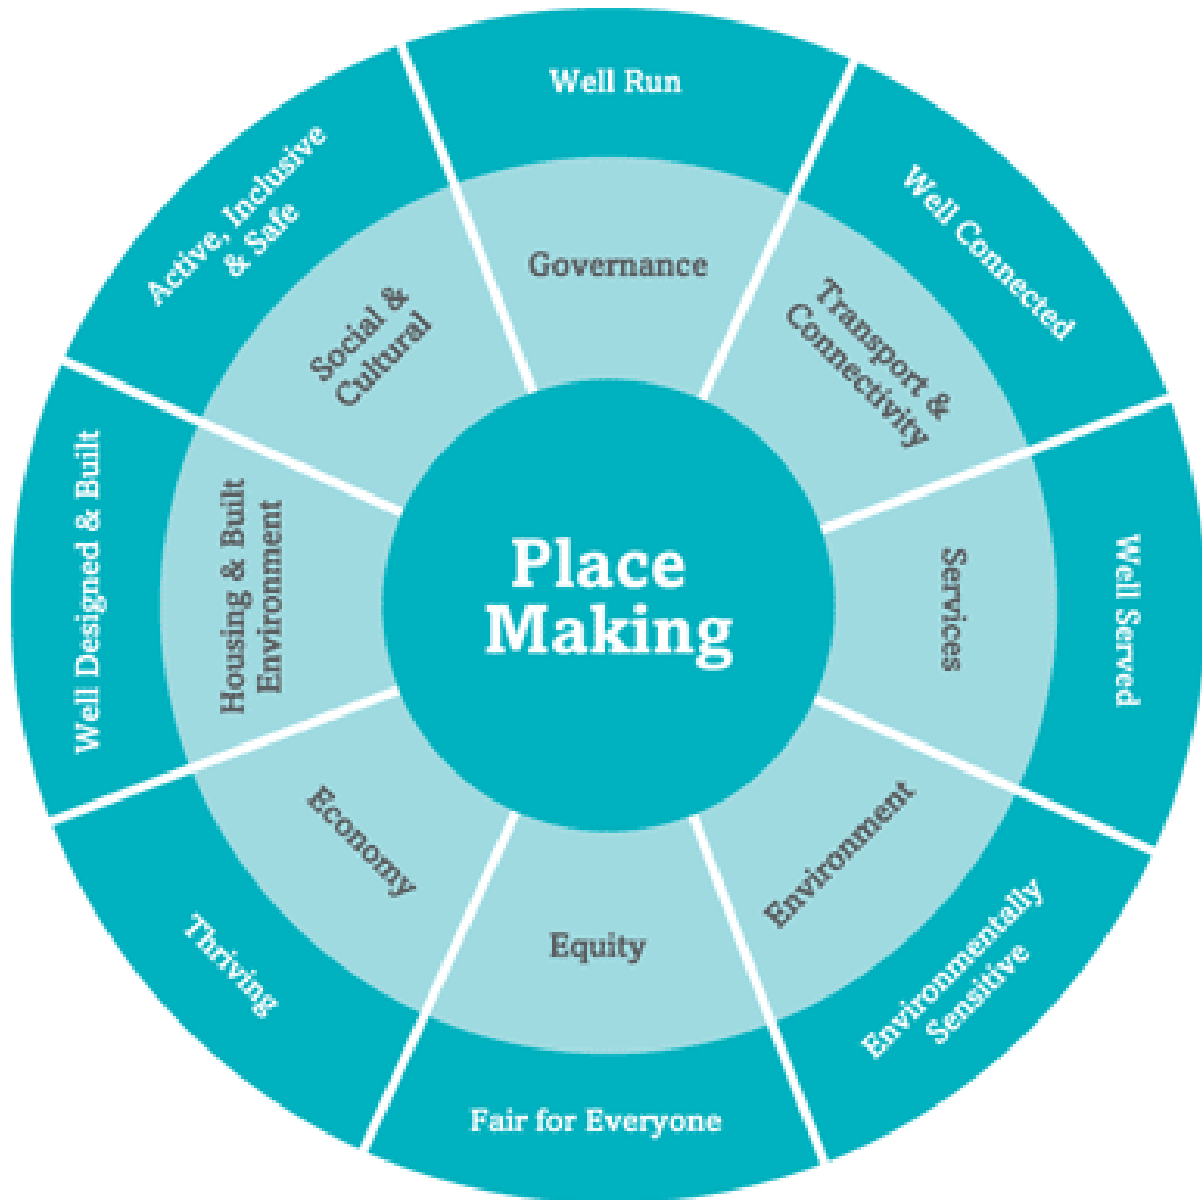 Well Run
Governance
Well Connected
Transport &
Connectivity
Well Served
Services
Environmentally
Sensitive
Environment
Fair for Everyone
Equity
Thriving
Economy
Well Designed & Built
Housing & Built
Environment
Active, Inclusive
& Safe
Social &
Cultural
Place
Making